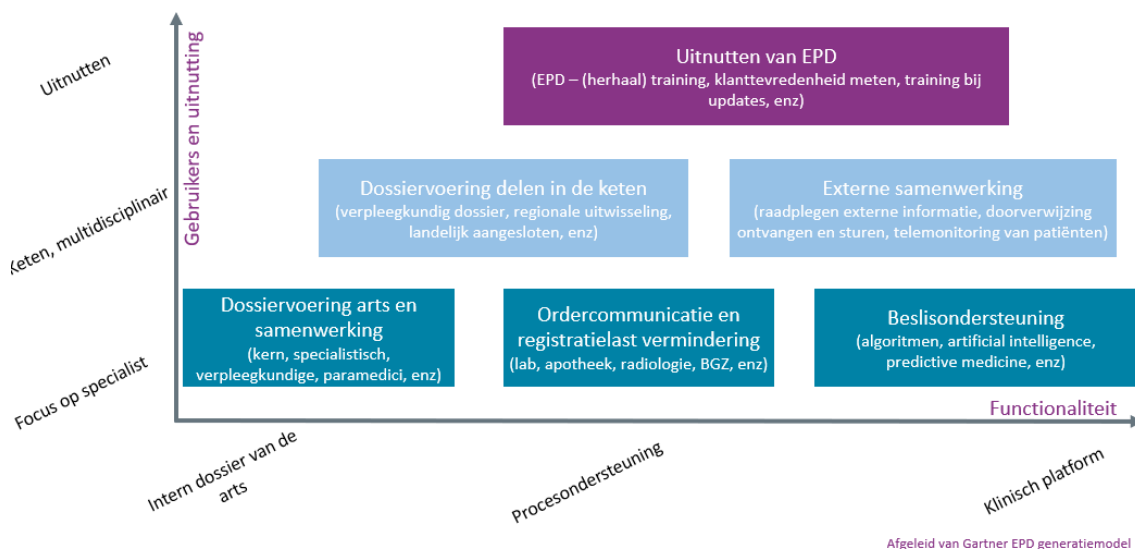 Uitnutten
Gebruikers en uitnutting
Uitnutten van EPD
(EPD – (herhaal) training, klanttevredenheid meten, training bij
updates, enz)
Keten, multidisciplinair
Dossiervoering delen in de keten
(verpleegkundig dossier, regionale uitwisseling,
landelijk aangesloten, enz)
Externe samenwerking
(raadplegen externe informatie, doorverwijzing
ontvangen en sturen, telemonitoring van patiënten)
Focus op specialist
Dossiervoering arts en
samenwerking
(kern, specialistisch,
verpleegkundige, paramedici, enz)
Ordercommunicatie en
registratielast vermindering
(lab, apotheek, radiologie, BGZ, enz)
Beslisondersteuning
(algoritmen, artificial intelligence,
predictive medicine, enz)
Functionaliteit
Intern dossier van de
arts
Procesondersteuning
Klinisch platform
Afgeleid van Gartner EPD generatiemodel